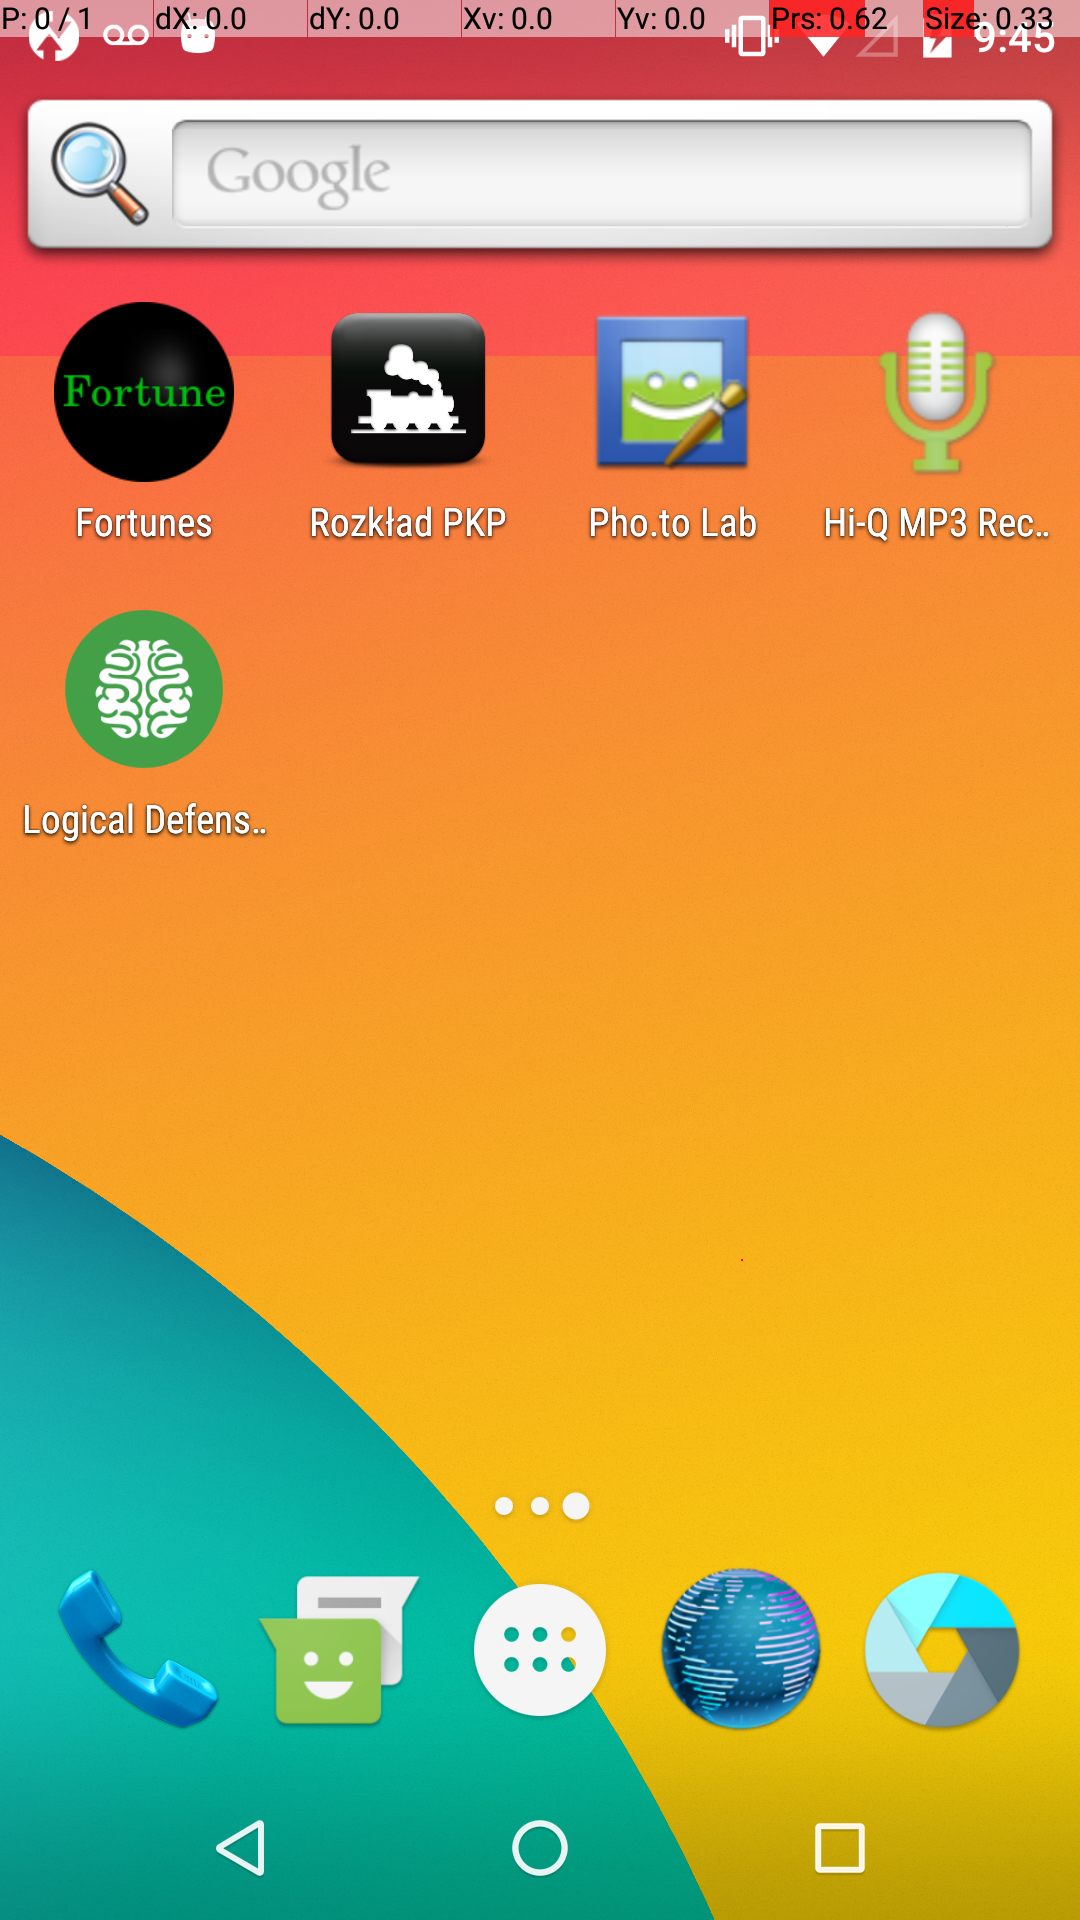 P: 0 / 1 dX: 0.0 dY: 0.0 Xv: 0.0 Yv: 0.0 Prs: 0.62 Size: 0.33
9:45
Google
Fortune
Fortunes Rozkład PKP Pho.to Lab Hi-Q MP3 Rec..
Logical Defens..